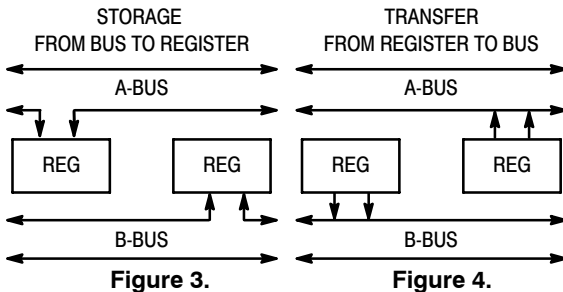 STORAGE
FROM BUS TO REGISTER
A-BUS
REG
REG
B-BUS
Figure 3.
TRANSFER
FROM REGISTER TO BUS
A-BUS
REG
REG
B-BUS
Figure 4.